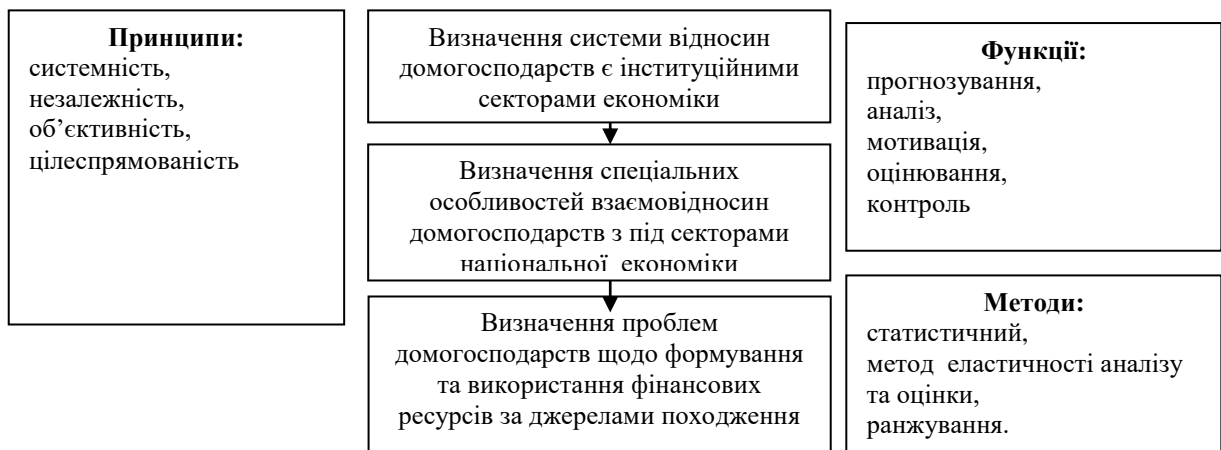 Принципи:
системність,
незалежність,
об’єктивність,
цілеспрямованість
Визначення системи відносин
домогосподарств є інституційними
секторами економіки
Визначення спеціальних
особливостей взаємовідносин
домогосподарств з під секторами
національної економіки
Визначення проблем
домогосподарств щодо формування
та використання фінансових
ресурсів за джерелами походження
Функції:
прогнозування,
аналіз,
мотивація,
оцінювання,
контроль
Методи:
статистичний,
метод еластичності аналізу
та оцінки,
ранжування.